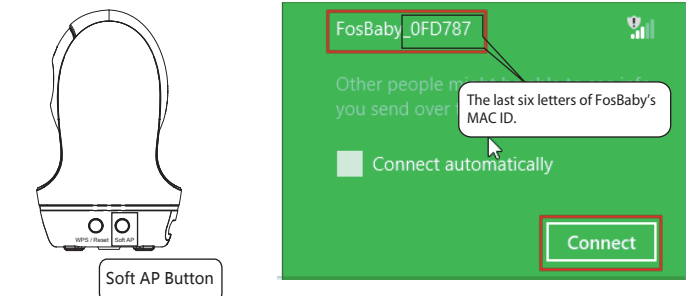 WPS / Reset
Soft AP
Soft AP Button
FosBaby_0FD787
Other people
you send over
The last six letters of FosBaby's
MAC ID.
Connect automatically
Connect